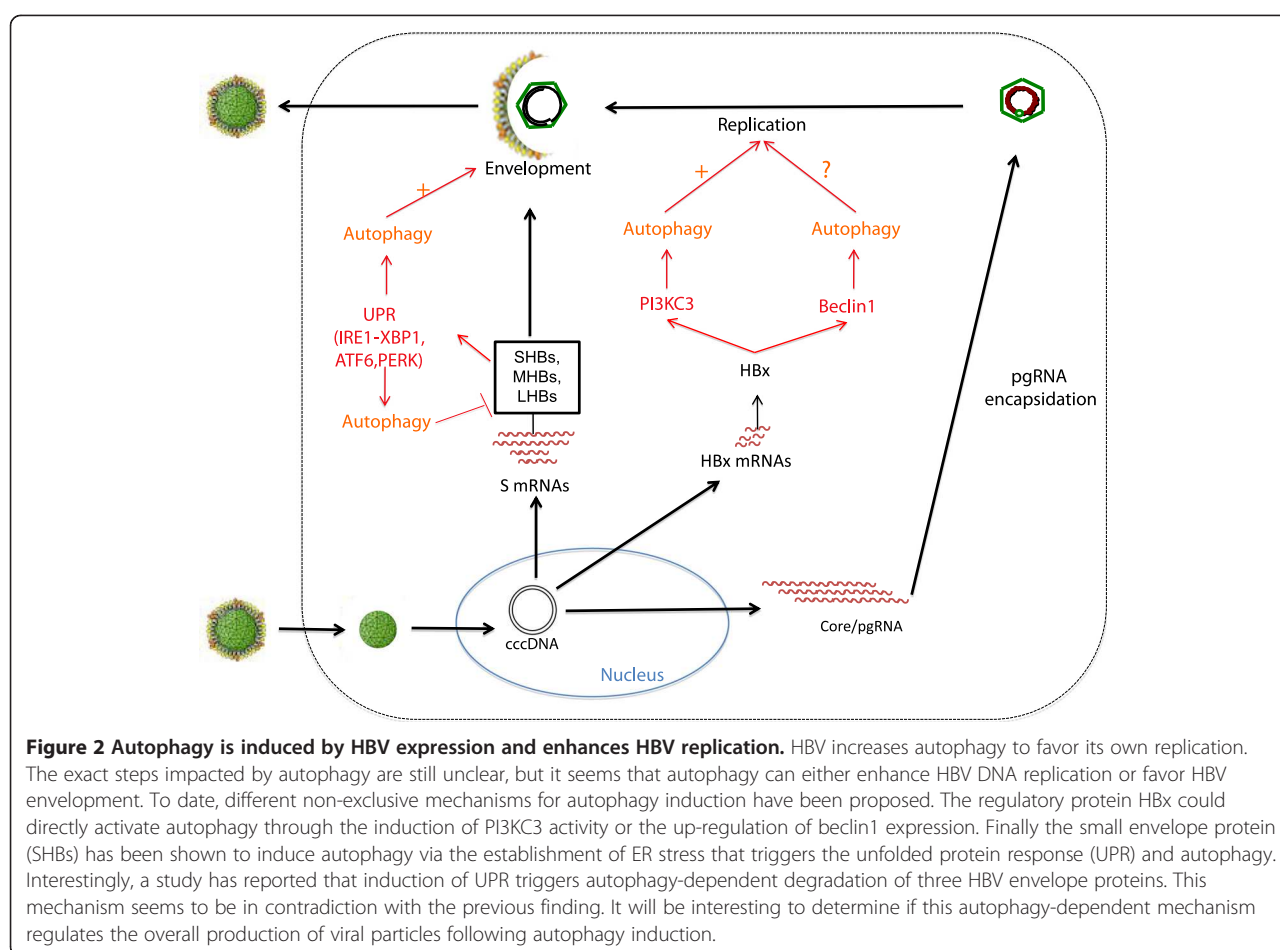 Replication
Envelopment
+
+
?
Autophagy
Autophagy
Autophagy
PI3KC3
Beclin1
UPR
(IRE1-XBP1,
ATF6,PERK)
SHBs,
MHBs,
LHBs
HBx
pgRNA
encapsidation
Autophagy
HBx mRNAs
S mRNAs
Core/pgRNA
cccDNA
Nucleus
Figure 2 Autophagy is induced by HBV expression and enhances HBV replication. HBV increases autophagy to favor its own replication.
The exact steps impacted by autophagy are still unclear, but it seems that autophagy can either enhance HBV DNA replication or favor HBV
envelopment. To date, different non-exclusive mechanisms for autophagy induction have been proposed. The regulatory protein HBx could
directly activate autophagy through the induction of PI3KC3 activity or the up-regulation of beclin1 expression. Finally the small envelope protein
(SHBs) has been shown to induce autophagy via the establishment of ER stress that triggers the unfolded protein response (UPR) and autophagy.
Interestingly, a study has reported that induction of UPR triggers autophagy-dependent degradation of three HBV envelope proteins. This
mechanism seems to be in contradiction with the previous finding. It will be interesting to determine if this autophagy-dependent mechanism
regulates the overall production of viral particles following autophagy induction.